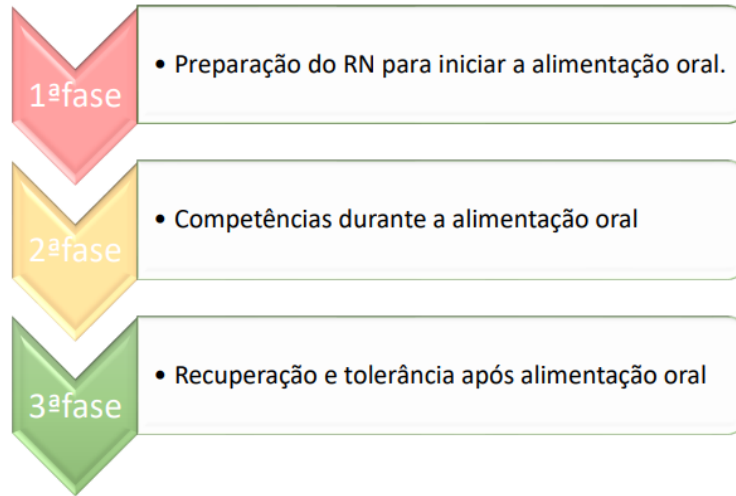 1ªfase
• Preparação do RN para iniciar a alimentação oral.
2ªfase
• Competências durante a alimentação oral
3ªfase
• Recuperação e tolerância após alimentação oral